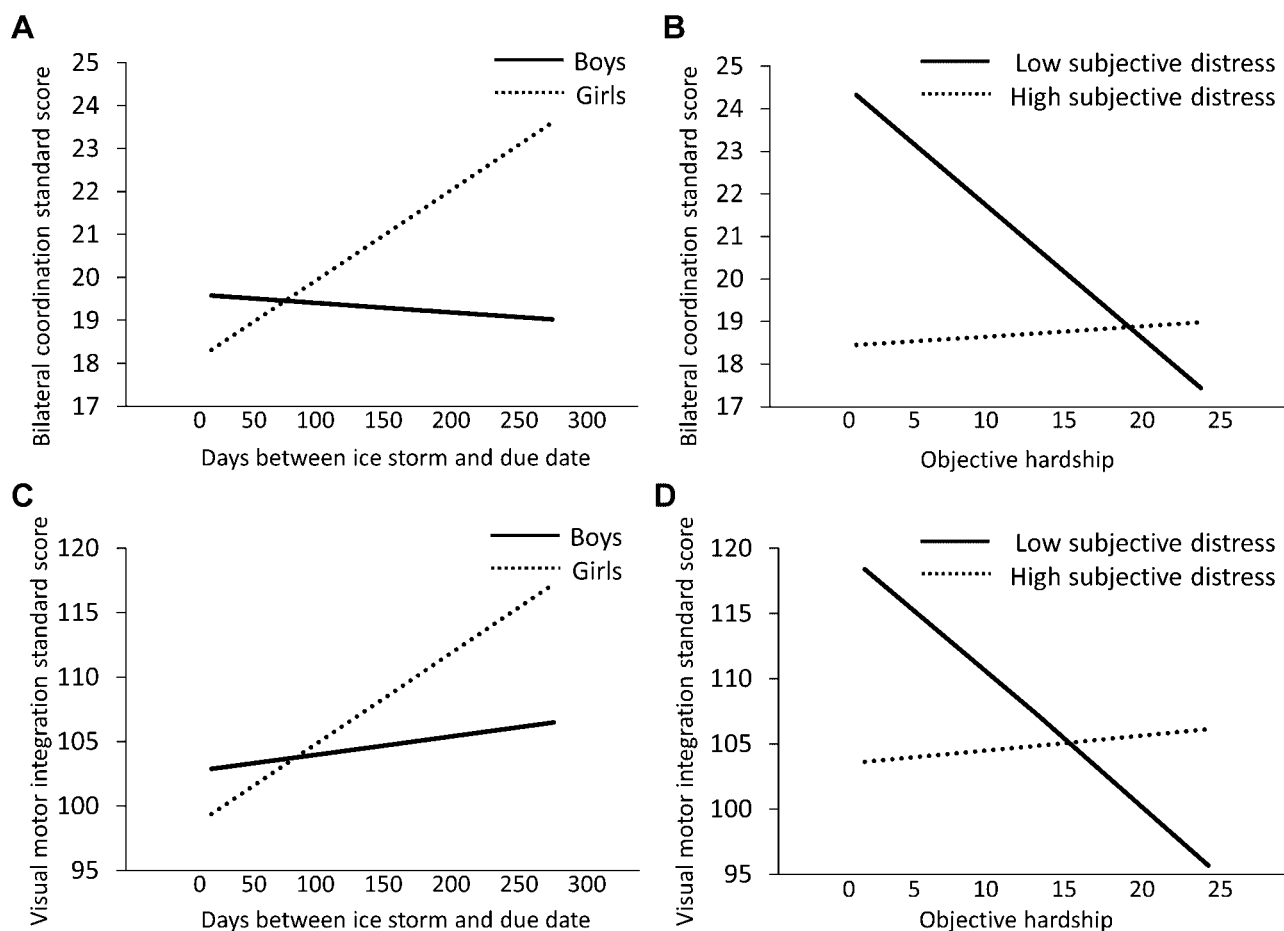 A
Boys
Girls
Bilateral coordination standard score
25
24
23
22
21
20
19
18
17
0 50 100 150 200 250 300
Days between ice storm and due date
B
Low subjective distress
High subjective distress
Bilateral coordination standard score
25
24
23
22
21
20
19
18
17
0 5 10 15 20 25
Objective hardship
C
Boys
Girls
Visual motor integration standard score
120
115
110
105
100
95
0 50 100 150 200 250 300
Days between ice storm and due date
D
Low subjective distress
High subjective distress
Visual motor integration standard score
120
115
110
105
100
95
0 5 10 15 20 25
Objective hardship